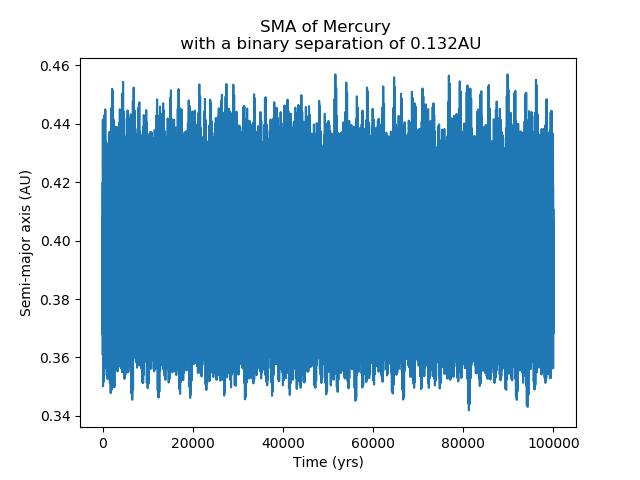 SMA of Mercury
with a binary separation of 0.132AU
0.46
0.44
0.42
0.40
0.38
0.36
0.34
Semi-major axis (AU)
0 20000 40000 60000 80000 100000
Time (yrs)